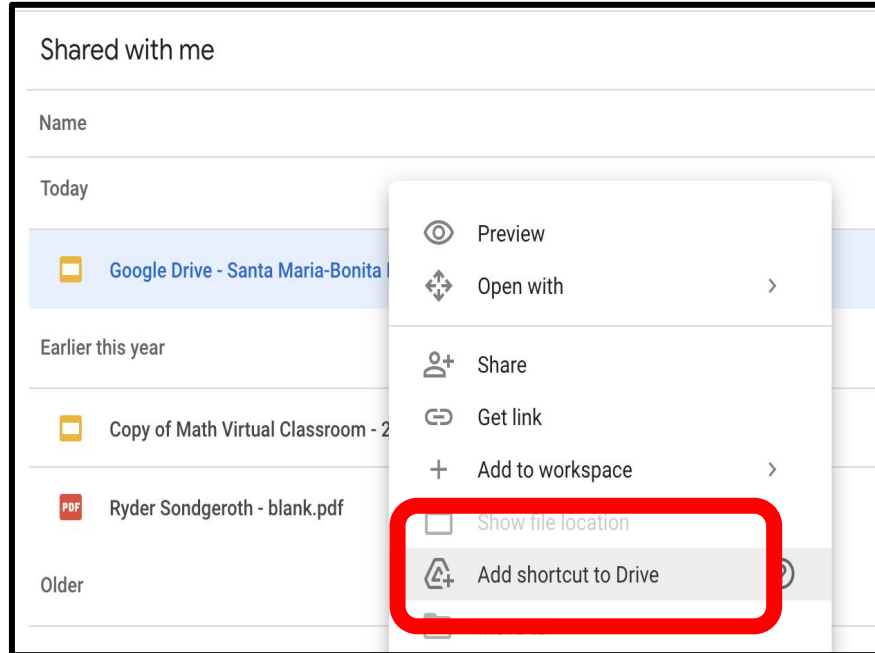 Shared with me
Name
Today
Google Drive - Santa Maria-Bonita
Earlier this year
Copy of Math Virtual Classroom - 2
PDF
Ryder Sondgeroth - blank.pdf
Older
Preview
Open with
Share
Get link
Add to workspace
Show file location
Add shortcut to Drive